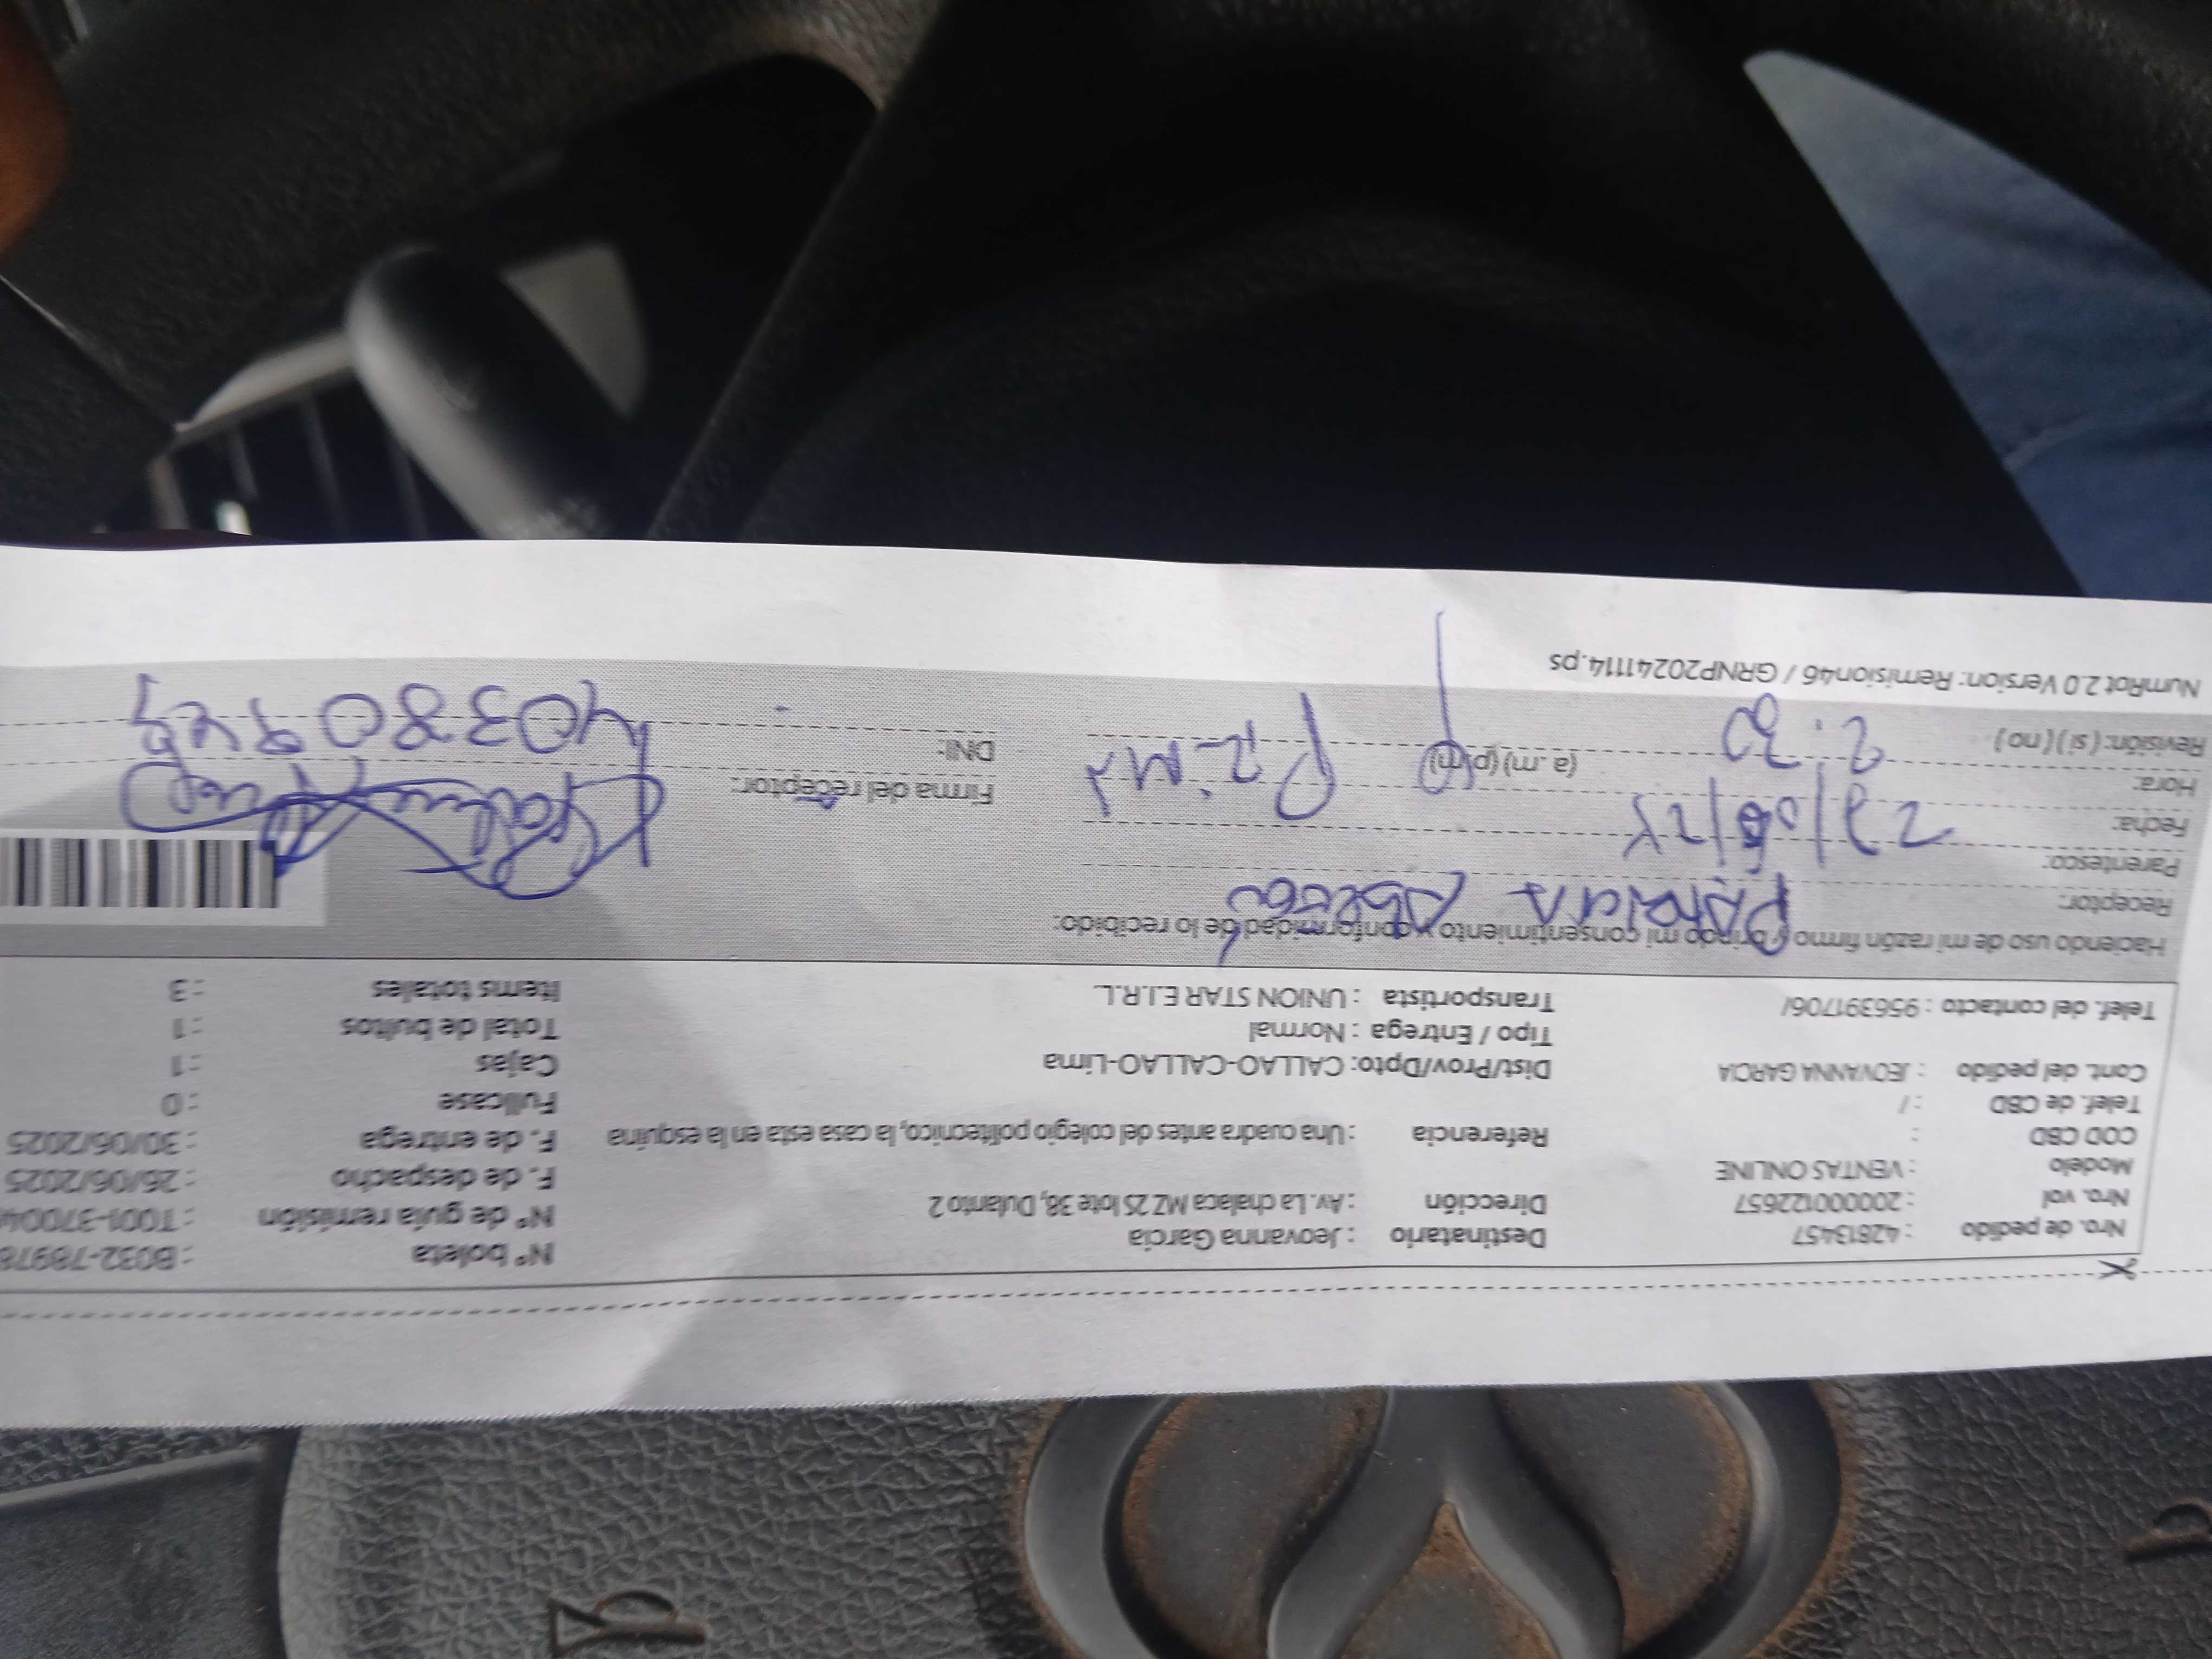 Nro. de pedido : 42813457
Nro. vol : 200000122657
Modelo : VENTAS ONLINE
COD CBD :
Telef. de CBD : /
Cont. del pedido : JEOVANNA GARCIA
Telef. del contacto : 956391706/
Destinatario : Jeovanna Garcia
Dirección : Av. La chalaca MZ 25 lote 38, Dulanto 2
Referencia : Una cuadra antes del colegio politecnico, la casa esta en la esquina
Dist/Prov/Dpto: CALLAO-CALLAO-Lima
Tipo / Entrega : Normal
Transportista : UNION STAR E.I.R.L.
N° boleta : B032-78978
N° de guía remisión : T001-37004
F. de despacho : 26/06/2025
F. de entrega : 30/06/2025
Fullcase : 0
Cajas : 1
Total de bultos : 1
Items totales : 3
Haciendo uso de mi razón firmo y brindo mi consentimiento y conformidad de lo recibido:
Receptor: PATRICIA
Parentesco:
Fecha:
Hora: 2:30 (a.m) (p.m)
Revisión: (si) (no)
Firma del receptor:
DNI:
NumRot 2.0 Version: Remision46 / GRNP20241114.ps